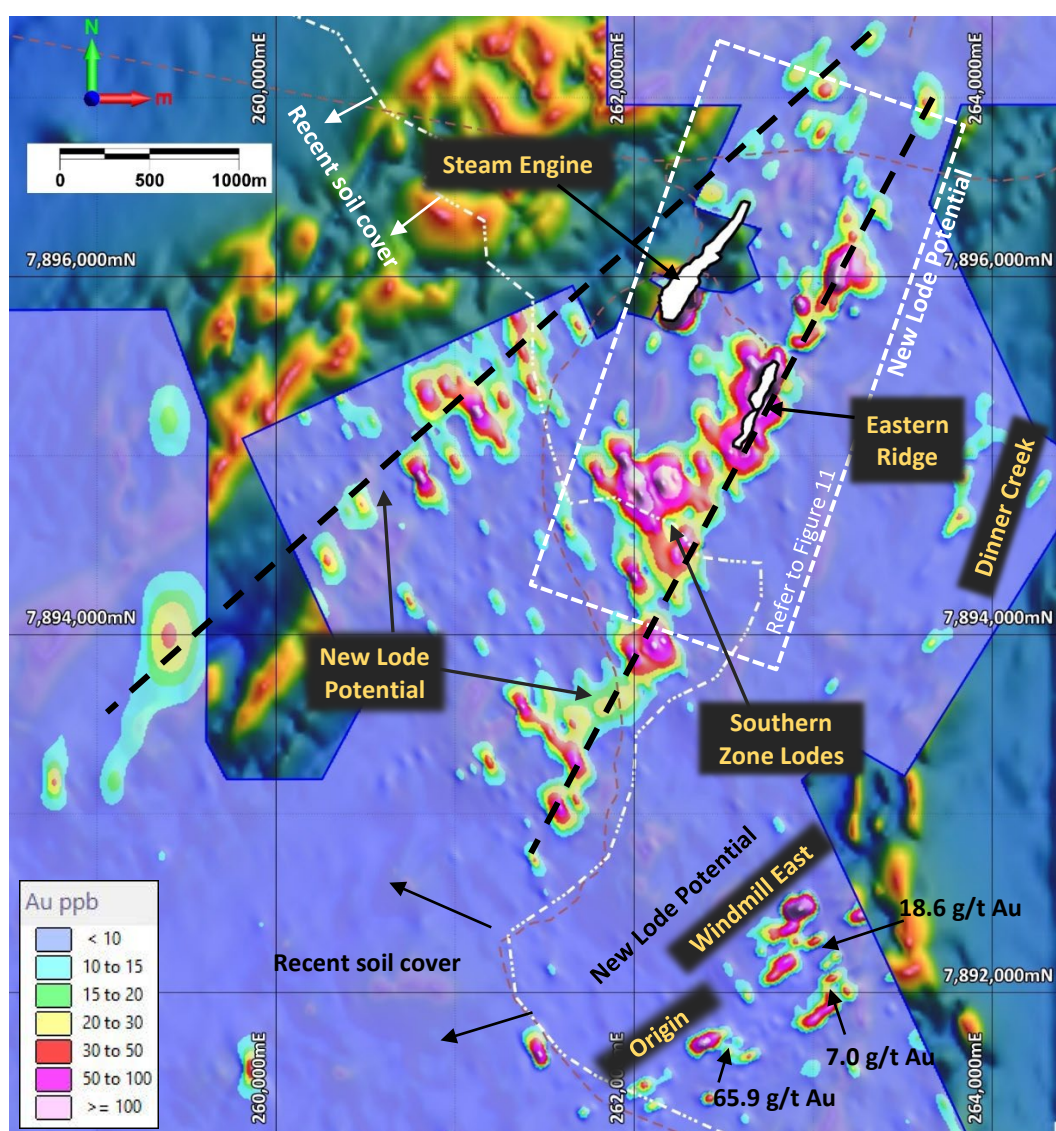 N
m
260,000mE
262,000mE
264,000mE
0 500 1000m
Recent soil cover
Steam Engine
New Lode Potential
7,896,000mN
7,896,000mN
Eastern
Ridge
Refer to Figure 11
Dinner Creek
7,894,000mN
7,894,000mN
New Lode
Potential
Southern
Zone Lodes
New Lode Potential
Windmill East
18.6 g/t Au
Recent soil cover
7,892,000mN
Origin
7.0 g/t Au
65.9 g/t Au
260,000mE
262,000mE
264,000mE
Au ppb
< 10
10 to 15
15 to 20
20 to 30
30 to 50
50 to 100
>= 100